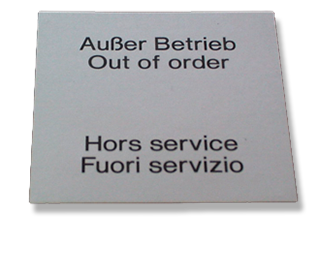 Außer Betrieb
Out of order
Hors service
Fuori servizio